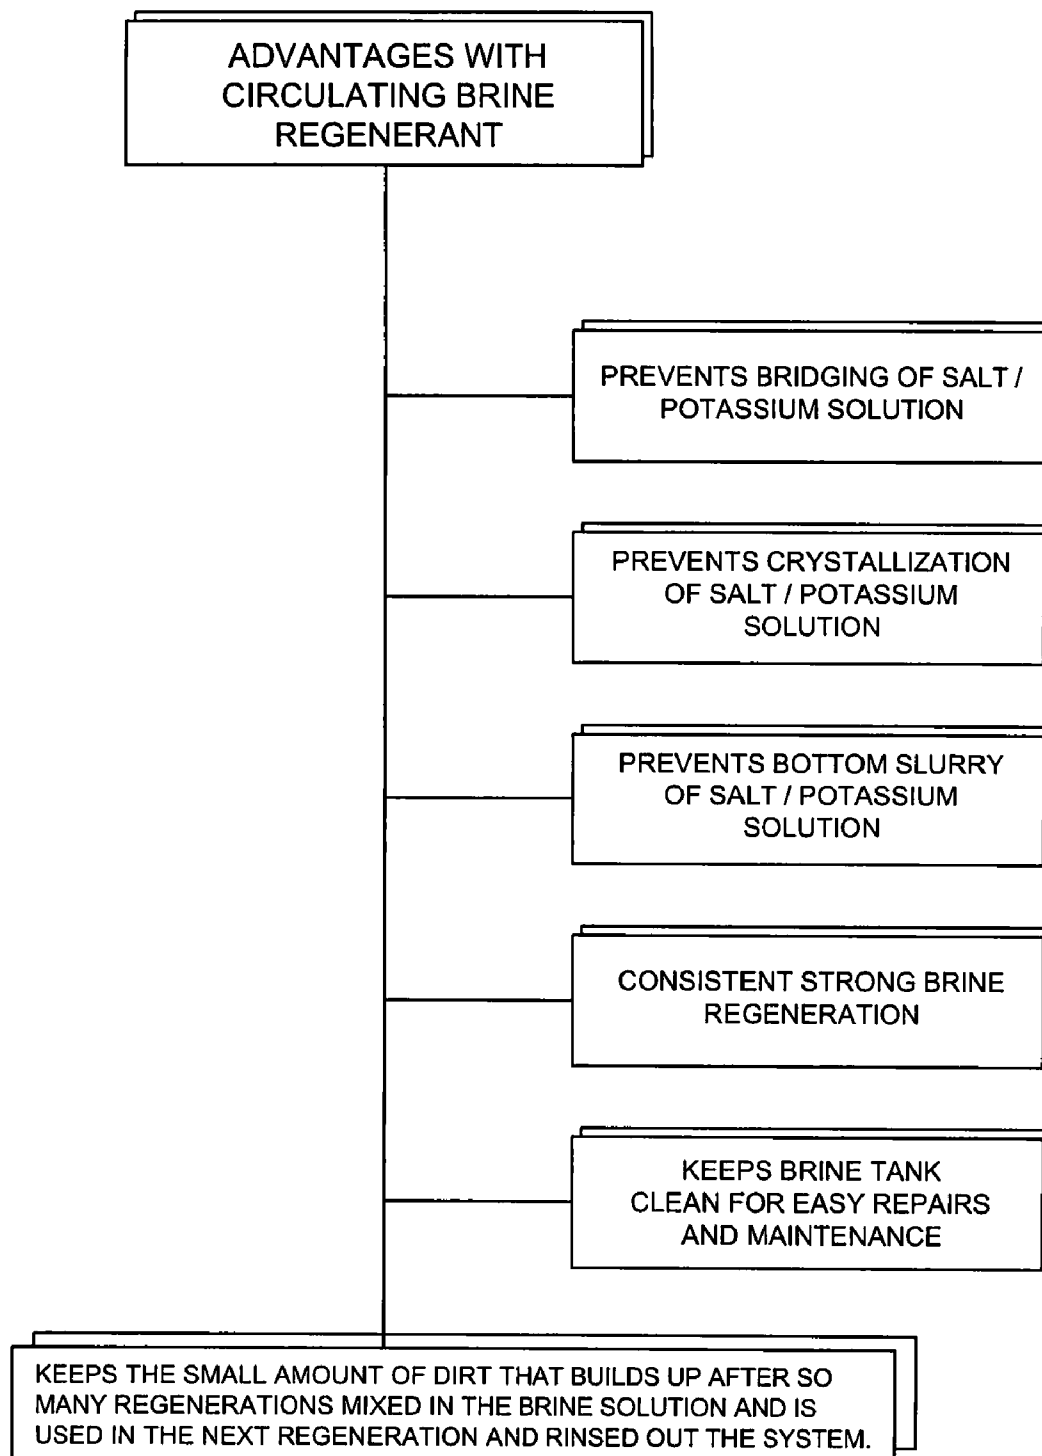 ADVANTAGES WITH
CIRCULATING BRINE
REGENERANT
PREVENTS BRIDGING OF SALT /
POTASSIUM SOLUTION
PREVENTS CRYSTALLIZATION
OF SALT / POTASSIUM
SOLUTION
PREVENTS BOTTOM SLURRY
OF SALT / POTASSIUM
SOLUTION
CONSISTENT STRONG BRINE
REGENERATION
KEEPS BRINE TANK
CLEAN FOR EASY REPAIRS
AND MAINTENANCE
KEEPS THE SMALL AMOUNT OF DIRT THAT BUILDS UP AFTER SO
MANY REGENERATIONS MIXED IN THE BRINE SOLUTION AND IS
USED IN THE NEXT REGENERATION AND RINSED OUT THE SYSTEM.